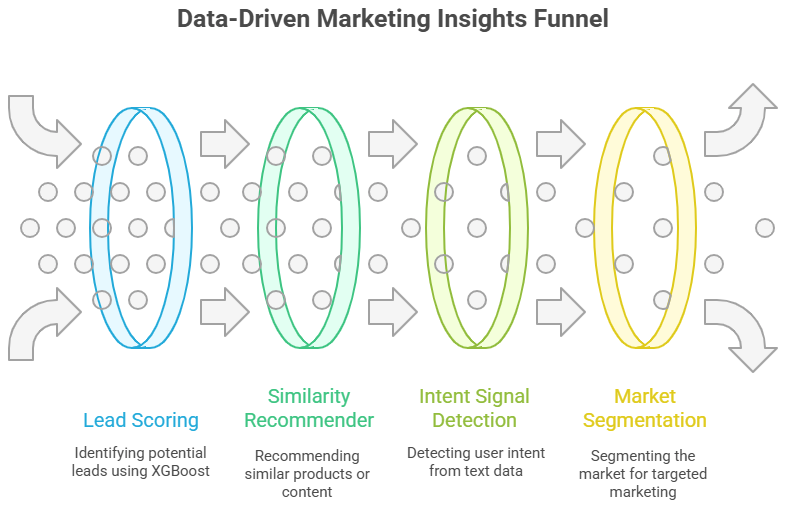 Data-Driven Marketing Insights Funnel
Lead Scoring
Identifying potential
leads using XGBoost
Similarity
Recommender
Recommending
similar products or
content
Intent Signal
Detection
Detecting user intent
from text data
Market
Segmentation
Segmenting the
market for targeted
marketing